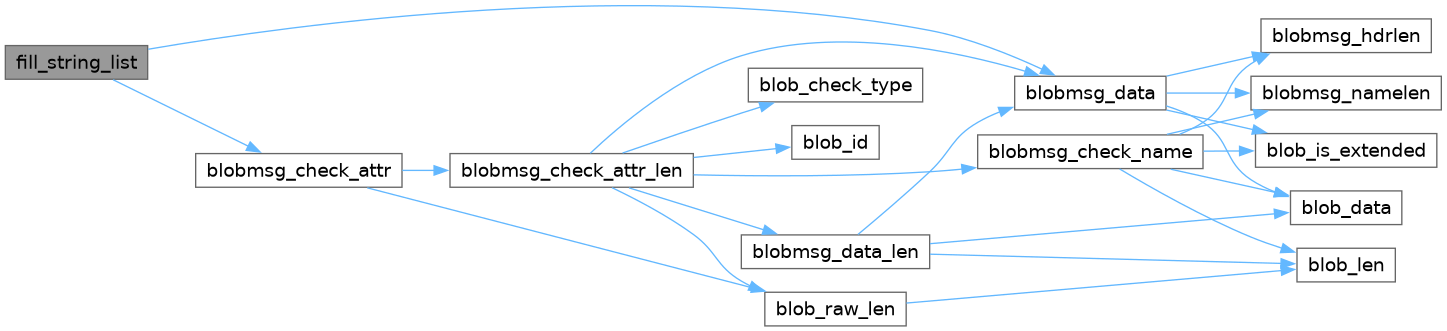 fill_string_list
blobmsg_check_attr
blobmsg_check_attr_len
blob_check_type
blob_id
blobmsg_data_len
blob_raw_len
blobmsg_data
blobmsg_check_name
blobmsg_hdrlen
blobmsg_namelen
blob_is_extended
blob_data
blob_len